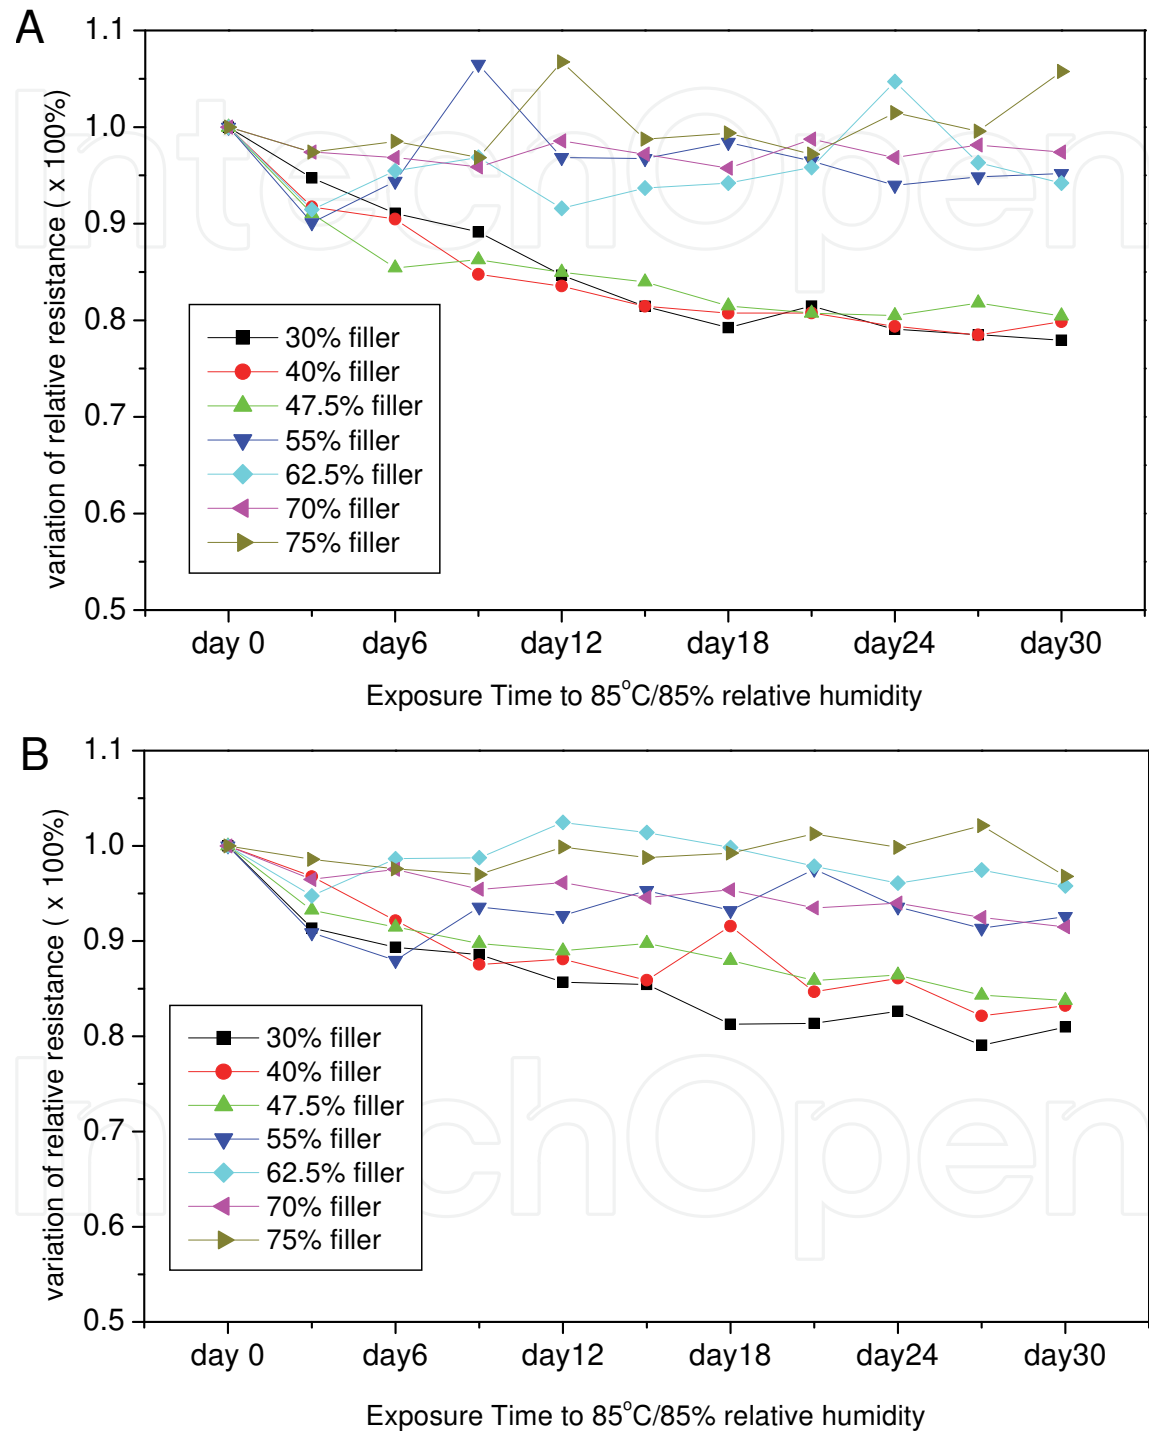 A
1.1
1.0
0.9
0.8
0.7
0.6
0.5
variation of relative resistance ( x 100%)
30% filler
40% filler
47.5% filler
55% filler
62.5% filler
70% filler
75% filler
day 0 day6 day12 day18 day24 day30
Exposure Time to 85°C/85% relative humidity
IntechOpen
B
1.1
1.0
0.9
0.8
0.7
0.6
0.5
variation of relative resistance ( x 100%)
30% filler
40% filler
47.5% filler
55% filler
62.5% filler
70% filler
75% filler
day 0 day6 day12 day18 day24 day30
Exposure Time to 85°C/85% relative humidity
IntechOpen